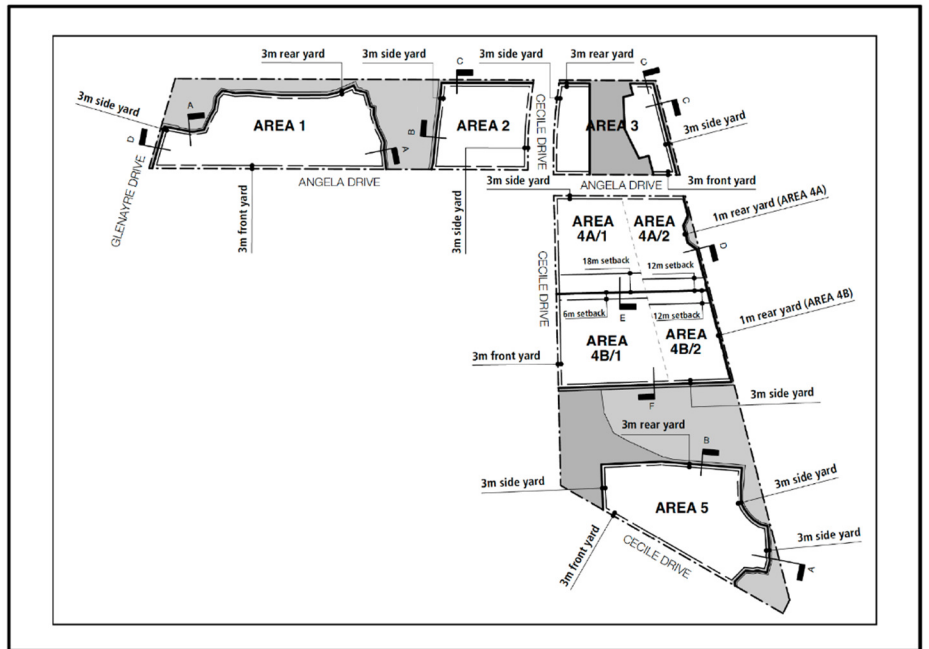 3m rear yard
3m side yard
3m side yard
3m rear yard
C
C
3m side yard
A
C
D
AREA 1
B
AREA 2
CECILE DRIVE
AREA 3
3m side yard
A
GLENAYRE DRIVE
3m front yard
ANGELA DRIVE
3m side yard
3m side yard
ANGELA DRIVE
3m front yard
AREA
4A/1
AREA
4A/2
1m rear yard (AREA 4A)
D
CECILE DRIVE
18m setback
12m setback
6m setback
E
12m setback
1m rear yard (AREA 4B)
AREA
4B/1
AREA
4B/2
3m front yard
F
3m side yard
3m rear yard
B
3m side yard
3m side yard
AREA 5
3m front yard
CECILE DRIVE
3m side yard
A